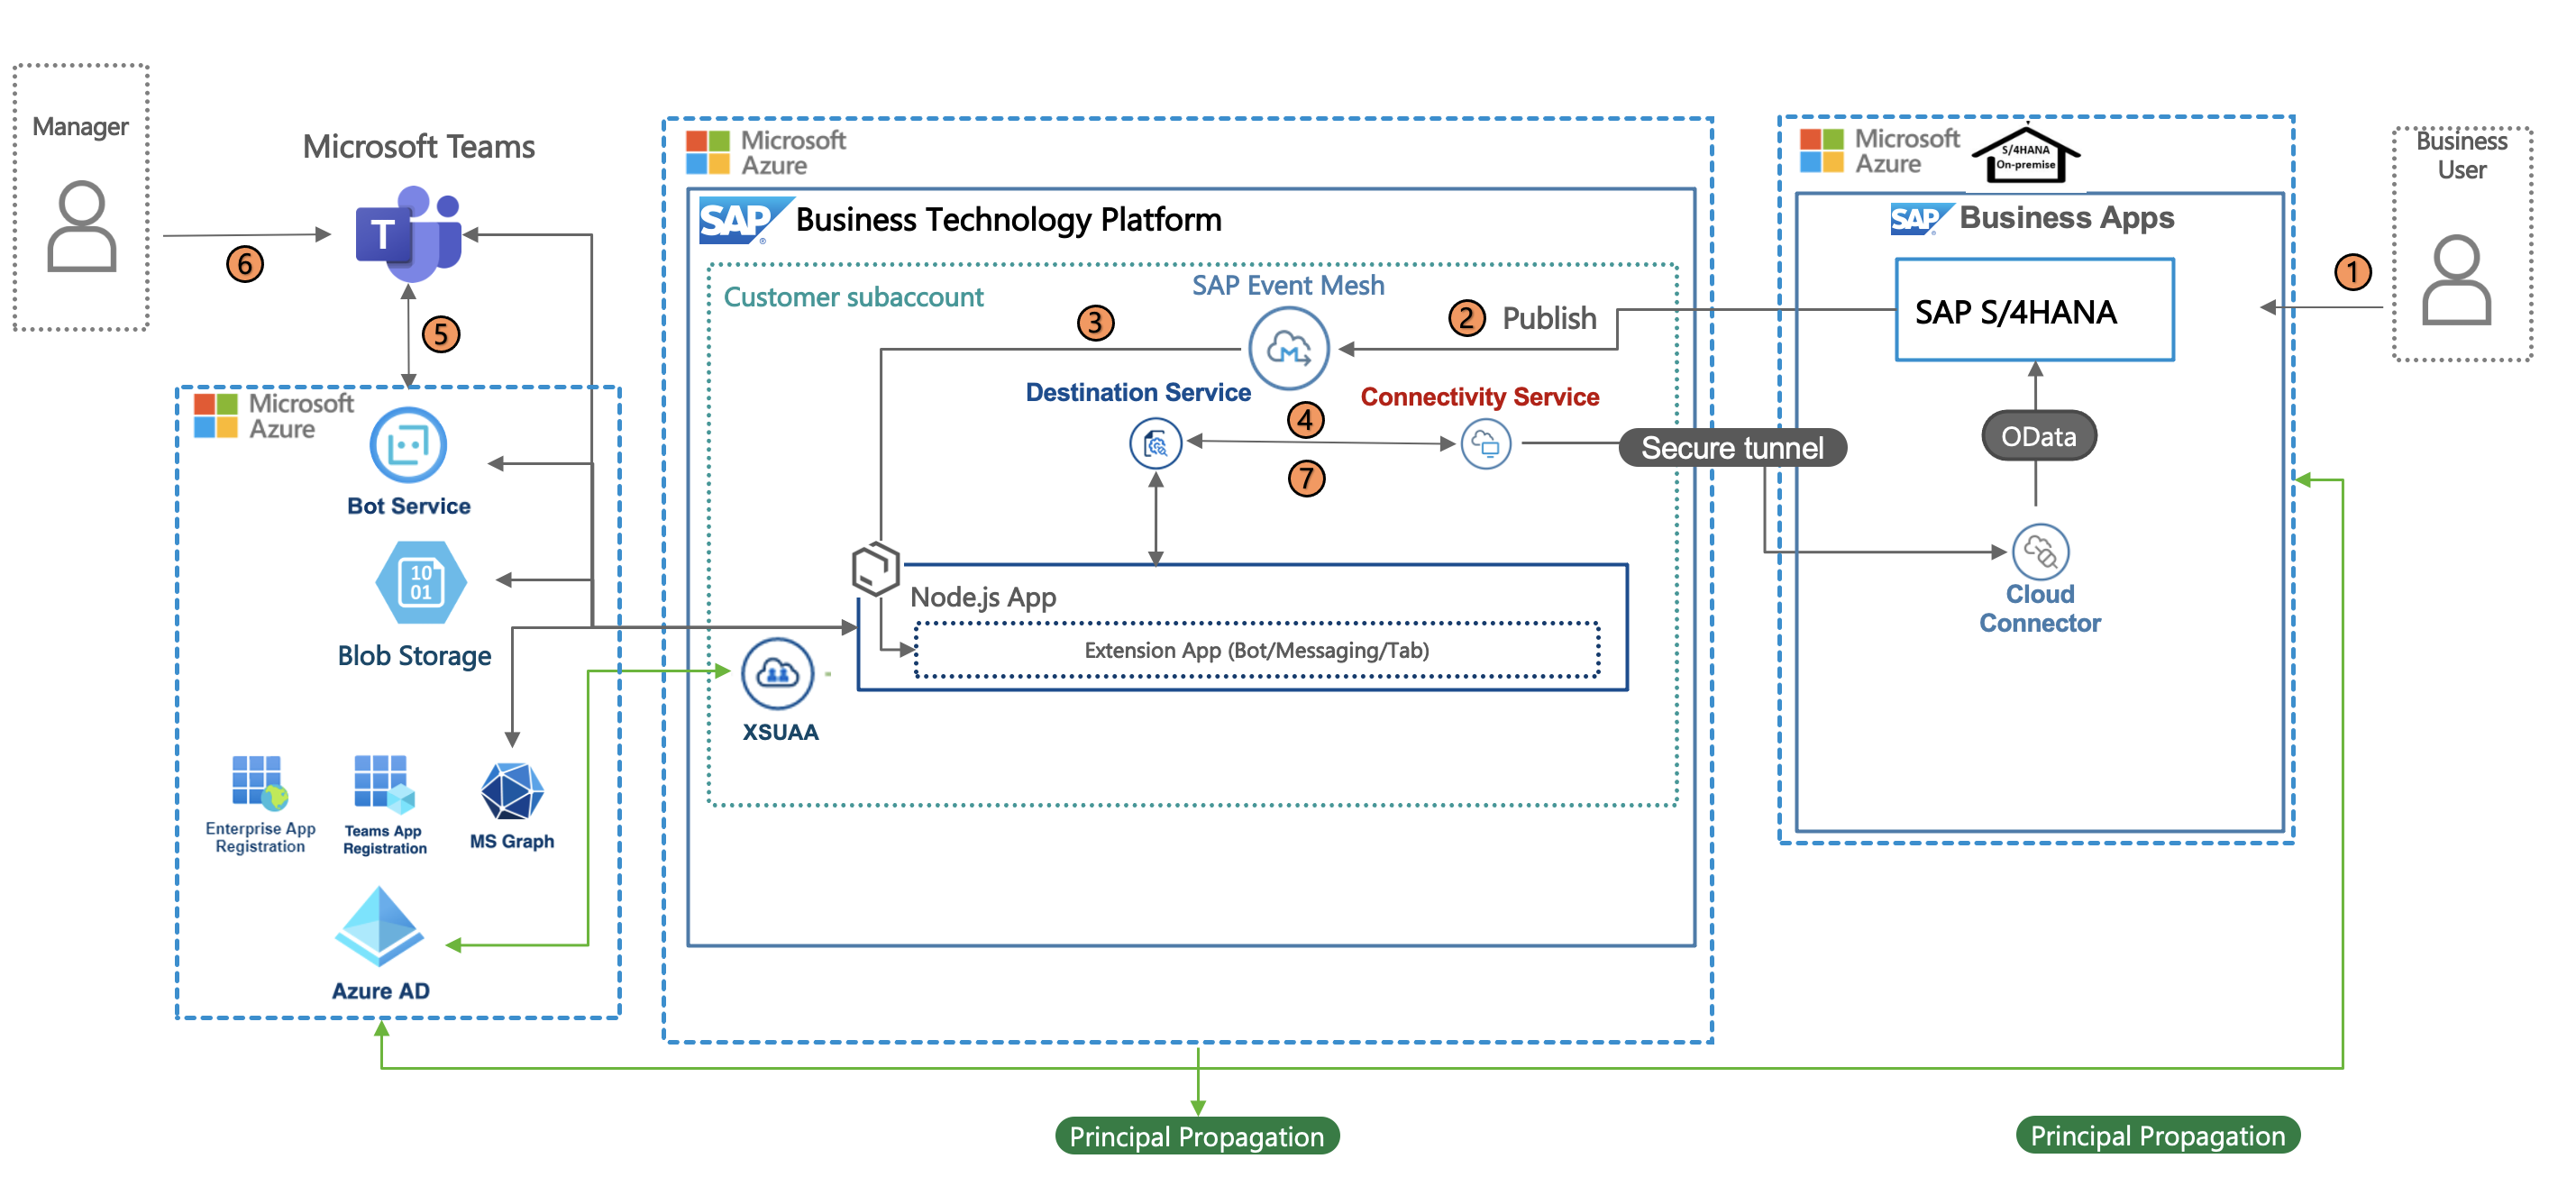 Manager
6
Microsoft Teams
T
5
Microsoft
Azure
Bot Service
10
01
Blob Storage
Enterprise App
Registration
Teams App
Registration
MS Graph
Azure AD
Microsoft
Azure
SAP
®
Business Technology Platform
Customer subaccount
SAP Event Mesh
M
3
2
Publish
Destination Service
Connectivity Service
4
7
Secure tunnel
Node.js App
Extension App (Bot/Messaging/Tab)
XSUAA
Microsoft
Azure
S/4HANA
On-premise
SAP
®
Business Apps
SAP S/4HANA
OData
Cloud
Connector
1
Business
User
Principal Propagation
Principal Propagation